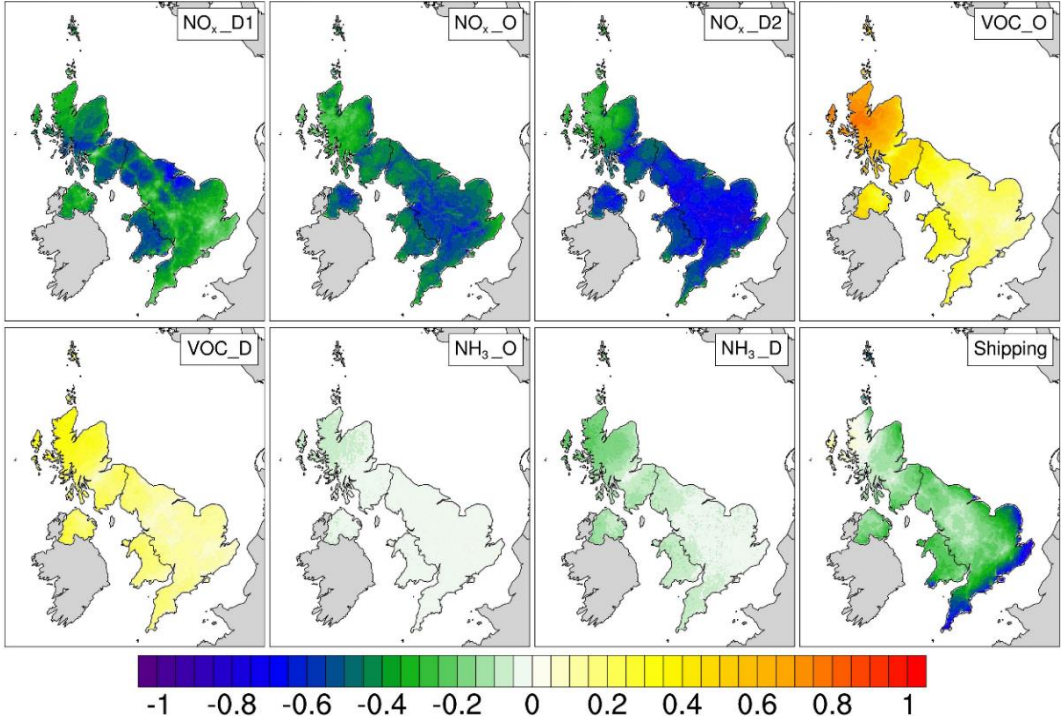 NOₓ_D1
NOₓ_O
NOₓ_D2
VOC_O
VOC_D
NH₃_O
NH₃_D
Shipping
-1 -0.8 -0.6 -0.4 -0.2 0 0.2 0.4 0.6 0.8 1